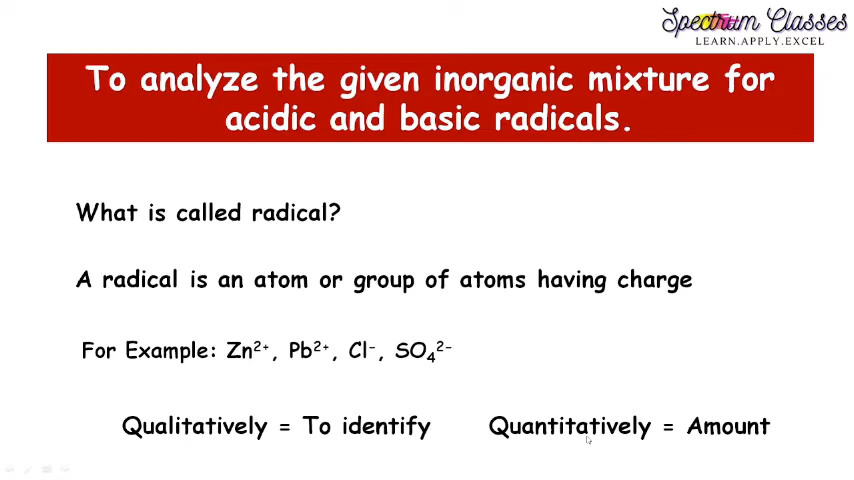 Spectrum Classes
LEARN.APPLY.EXCEL
To analyze the given inorganic mixture for
acidic and basic radicals.
What is called radical?
A radical is an atom or group of atoms having charge
For Example: Zn²⁺, Pb²⁺, Cl⁻, SO₄²⁻
Qualitatively = To identify Quantitatively = Amount